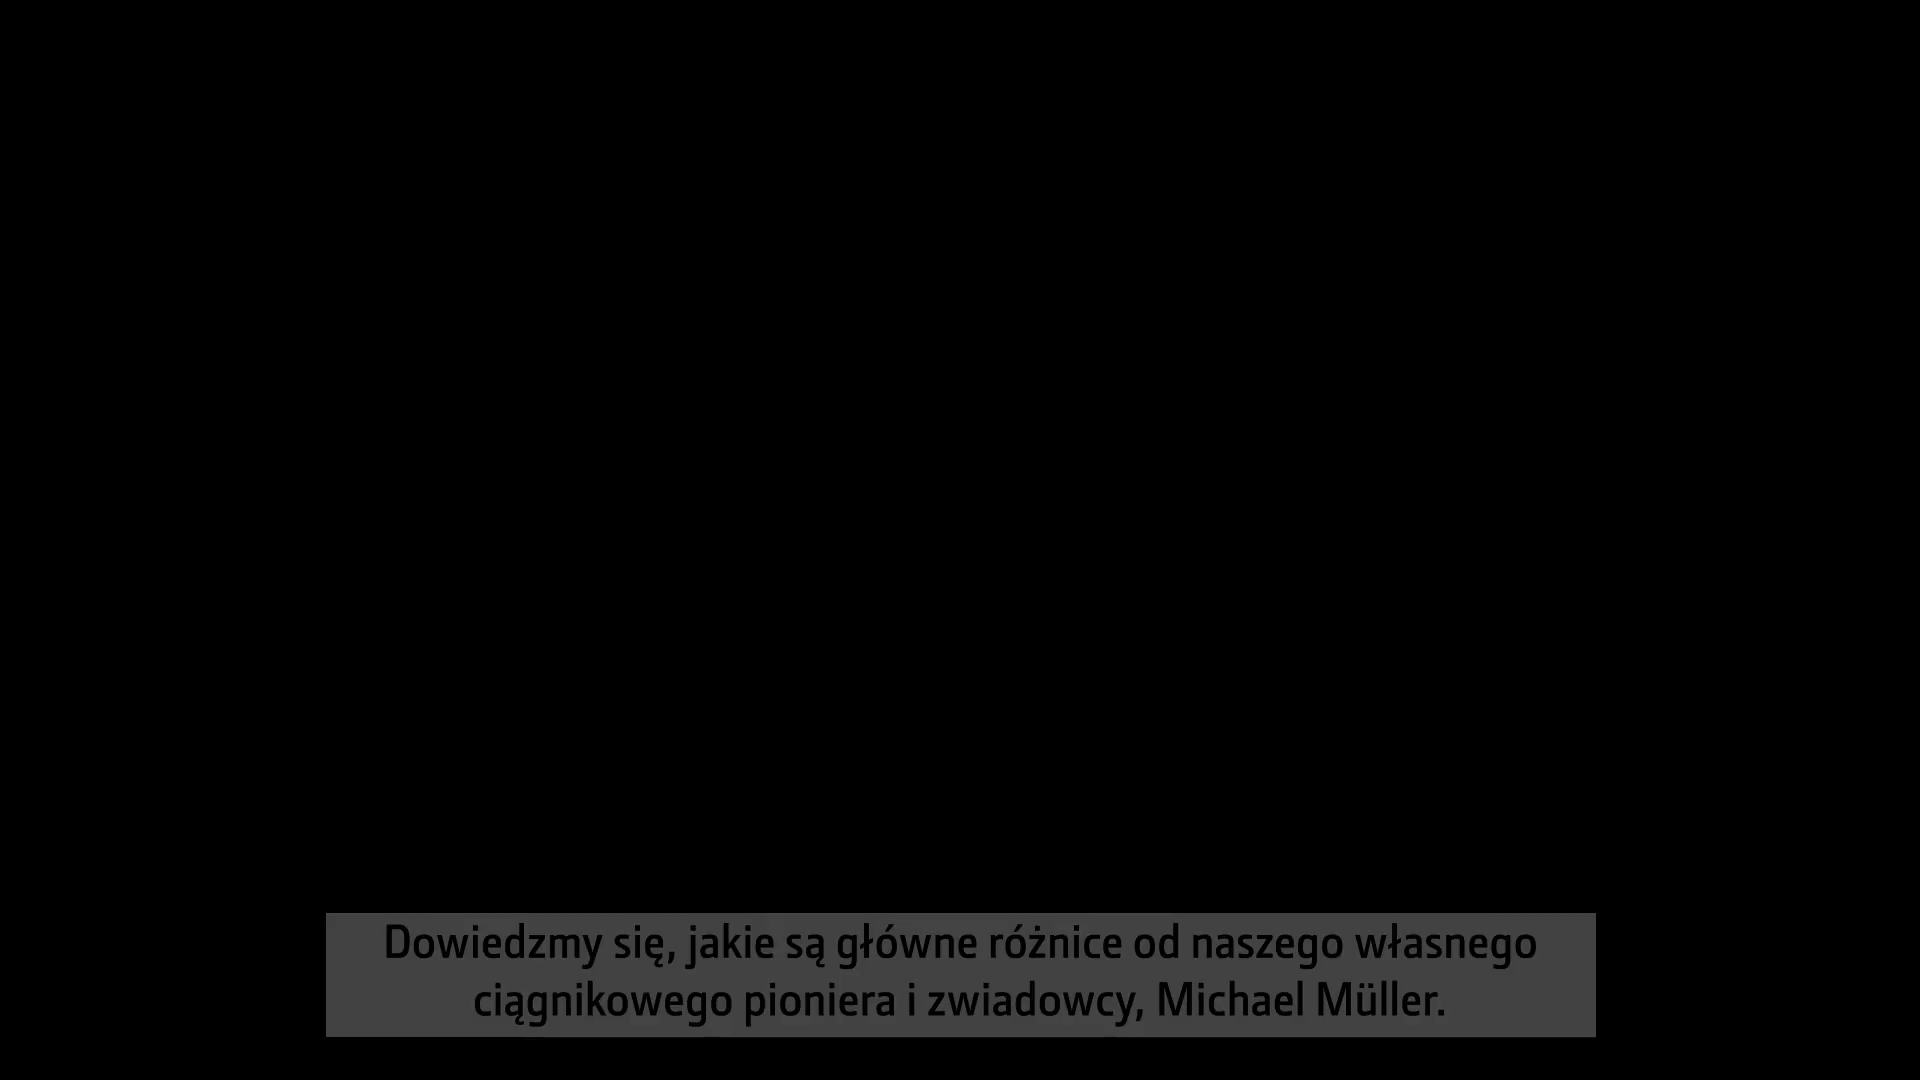 Dowiedzmy się, jakie są główne różnice od naszego własnego
ciągnikowego pioniera i zwiadowcy, Michael Müller.